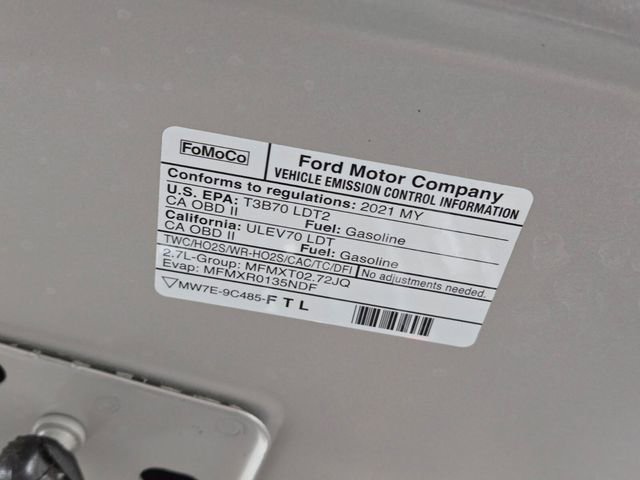 FoMoCo
Ford Motor Company
VEHICLE EMISSION CONTROL INFORMATION
Conforms to regulations: 2021 MY
U.S. EPA: T3B70 LDT2
CA OBD II Fuel: Gasoline
California: ULEV70 LDT
CA OBD II Fuel: Gasoline
TWC/HO2S/WR-HO2S/CAC/TC/DFI No adjustments needed.
2.7L-Group: MFMXT02.72JQ
Evap: MFMXR0135NDF
MW7E-9C485-FTL